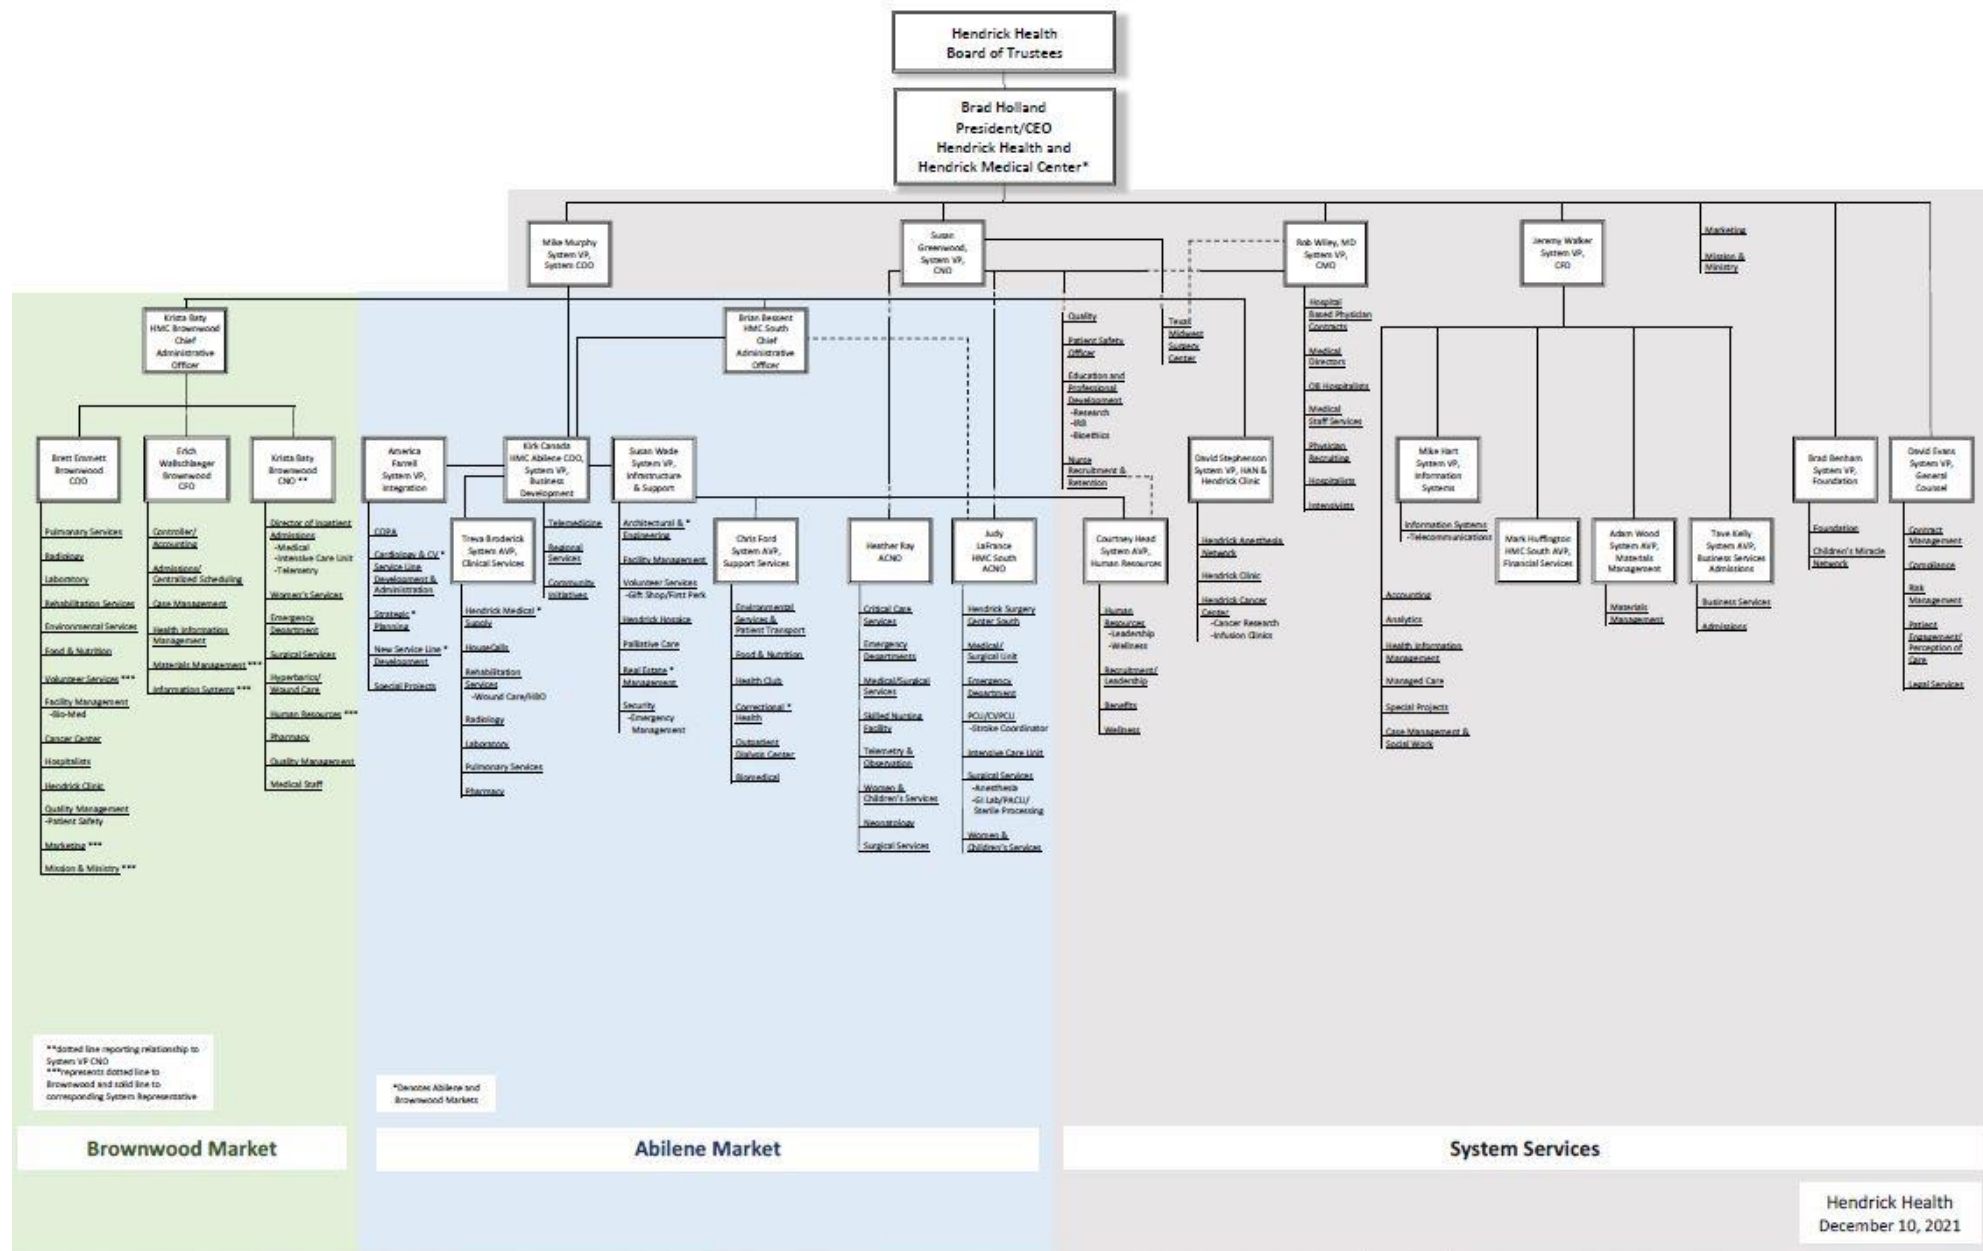 Hendrick Health
Board of Trustees
Brad Holland
President/CEO
Hendrick Health and
Hendrick Medical Center*
Mike Murphy
System VP,
System COO
Susan
Greenwood,
System VP,
CNO
Rob Wiley, MD
System VP,
CMO
Jeremy Walker
System VP,
CFO
Marketing
Mission &
Ministry
Krista Baty
HMC Brownwood
Chief
Administrative
Officer
Brian Bessent
HMC South
Chief
Administrative
Officer
Quality
Patient Safety
Officer
Education and
Professional
Development
-Research
-IRB
-Bioethics
Nurse
Recruitment &
Retention
Texas
Midwest
Surgery
Center
Hospital
Based Physician
Contracts
Medical
Directors
OB Hospitalists
Medical
Staff Services
Physician
Recruiting
Hospitalists
Intensivists
Brett Emmett
Brownwood
COO
Pulmonary Services
Radiology
Laboratory
Rehabilitation Services
Environmental Services
Food & Nutrition
Volunteer Services ***
Facility Management
-Bio-Med
Cancer Center
Hospitalists
Hendrick Clinic
Quality Management
-Patient Safety
Marketing ***
Mission & Ministry ***
Erich
Wallschlaeger
Brownwood
CFO
Controller/
Accounting
Admissions/
Centralized Scheduling
Case Management
Health Information
Management
Materials Management ***
Information Systems ***
Krista Baty
Brownwood
CNO **
Director of Inpatient
Admissions
-Medical
-Intensive Care Unit
-Telemetry
Women's Services
Emergency
Department
Surgical Services
Hyperbarics/
Wound Care
Human Resources ***
Pharmacy
Quality Management
Medical Staff
America
Farrell
System VP,
Integration
COPA
Cardiology & CV *
Service Line
Development &
Administration
Strategic *
Planning
New Service Line *
Development
Special Projects
Kirk Canada
HMC Abilene COO,
System VP,
Business
Development
Telemedicine
Regional
Services
Community
Initiatives
Treva Broderick
System AVP,
Clinical Services
Hendrick Medical *
Supply
HouseCalls
Rehabilitation
Services
-Wound Care/HBO
Radiology
Laboratory
Pulmonary Services
Pharmacy
Susan Wade
System VP,
Infrastructure
& Support
Architectural & *
Engineering
Facility Management
Volunteer Services
-Gift Shop/First Perk
Hendrick Hospice
Palliative Care
Real Estate *
Management
Security
-Emergency
Management
Chris Ford
System AVP,
Support Services
Environmental
Services &
Patient Transport
Food & Nutrition
Health Club
Correctional *
Health
Outpatient
Dialysis Center
Biomedical
Heather Ray
ACNO
Critical Care
Services
Emergency
Departments
Medical/Surgical
Services
Skilled Nursing
Facility
Telemetry &
Observation
Women &
Children's Services
Neonatology
Surgical Services
Judy
LaFrance
HMC South
ACNO
Hendrick Surgery
Center South
Medical/
Surgical Unit
Emergency
Department
PCU/CVPCU
-Stroke Coordinator
Intensive Care Unit
Surgical Services
-Anesthesia
-GI Lab/PACU/
Sterile Processing
Women &
Children's Services
Courtney Head
System AVP,
Human Resources
Human
Resources
-Leadership
-Wellness
Recruitment/
Leadership
Benefits
Wellness
David Stephenson
System VP, HAN &
Hendrick Clinic
Hendrick Anesthesia
Network
Hendrick Clinic
Hendrick Cancer
Center
-Cancer Research
-Infusion Clinics
Mike Hart
System VP,
Information
Systems
Information Systems
-Telecommunications
Accounting
Analytics
Health Information
Management
Managed Care
Special Projects
Case Management &
Social Work
Mark Huffington
HMC South AVP,
Financial Services
Adam Wood
System AVP,
Materials
Management
Materials
Management
Tave Kelly
System AVP,
Business Services
Admissions
Business Services
Admissions
Brad Benham
System VP,
Foundation
Foundation
Children's Miracle
Network
David Evans
System VP,
General
Counsel
Contract
Management
Compliance
Risk
Management
Patient
Engagement/
Perception of
Care
Legal Services
**dotted line reporting relationship to
System VP CNO
***represents dotted line to
Brownwood and solid line to
corresponding System Representative
*Denotes Abilene and
Brownwood Markets
Brownwood Market
Abilene Market
System Services
Hendrick Health
December 10, 2021